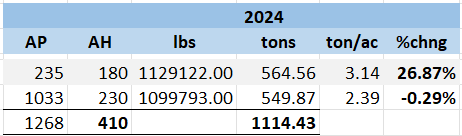 2024
AP AH lbs tons ton/ac %chng
235 180 1129122.00 564.56 3.14 26.87%
1033 230 1099793.00 549.87 2.39 -0.29%
1268 410 1114.43